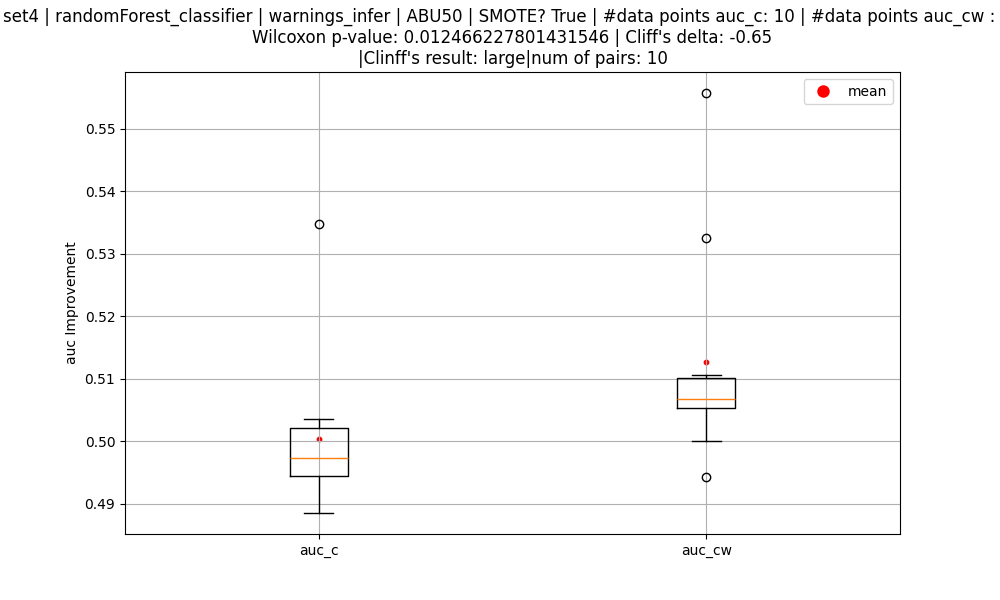 set4 | randomForest_classifier | warnings_infer | ABU50 | SMOTE? True | #data points auc_c: 10 | #data points auc_cw :
Wilcoxon p-value: 0.012466227801431546 | Cliff's delta: -0.65
|Clinff's result: large|num of pairs: 10
mean
0.55
0.54
0.53
0.52
0.51
0.50
0.49
auc Improvement
auc_c
auc_cw